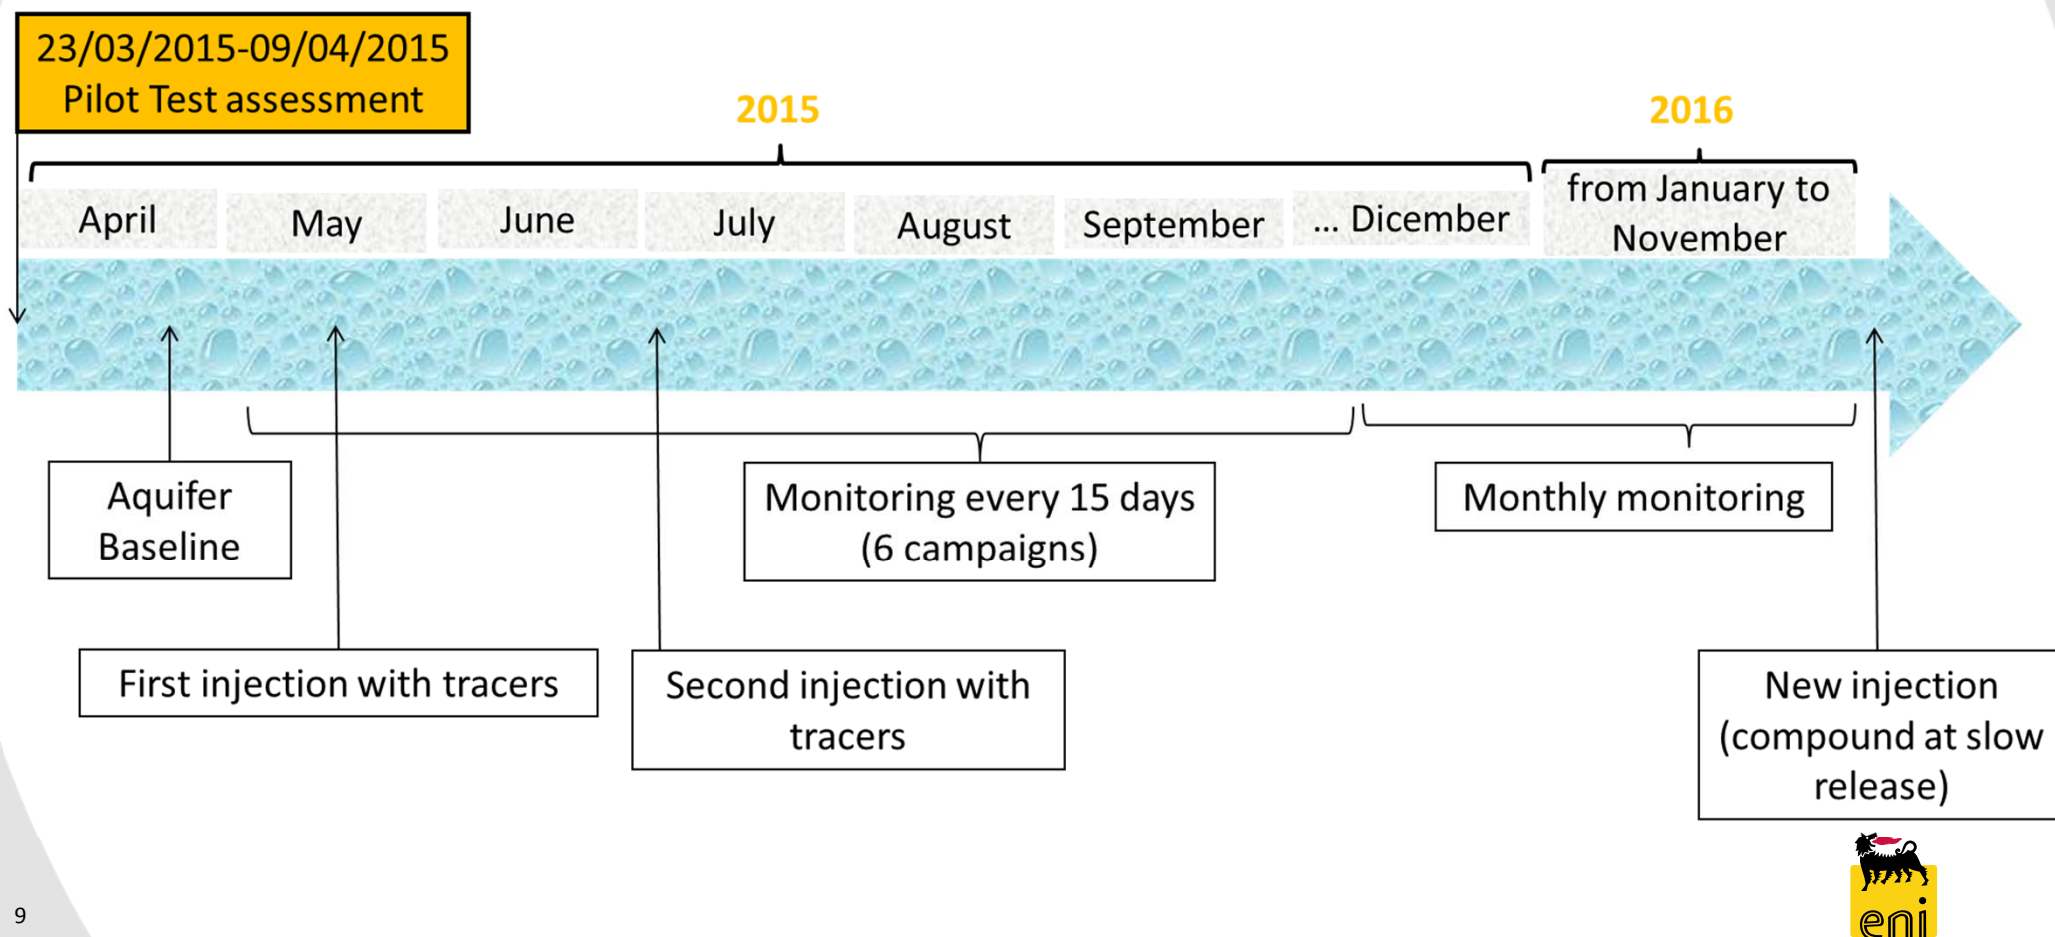 23/03/2015-09/04/2015
Pilot Test assessment
2015
2016
April
May
June
July
August
September
... Dicember
from January to
November
Aquifer
Baseline
Monitoring every 15 days
(6 campaigns)
Monthly monitoring
First injection with tracers
Second injection with
tracers
New injection
(compound at slow
release)
9
eni